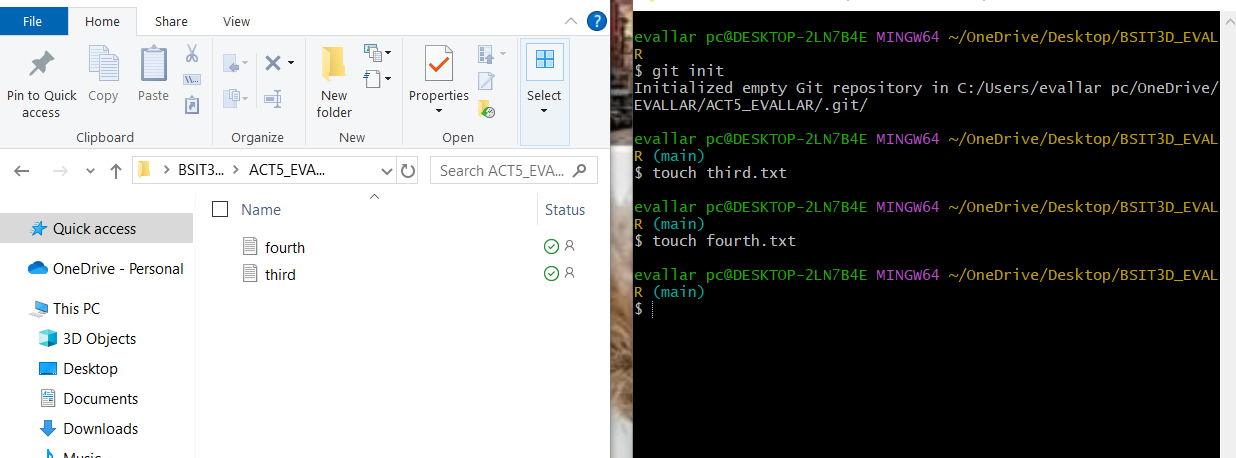 File
Home
Share
View
?
Pin to Quick access
Copy
Paste
New folder
Properties
Select
Clipboard
Organize
New
Open
BSIT3... > ACT5_EVA...
Search ACT5_EVA...
Name
Status
fourth
third
Quick access
OneDrive - Personal
This PC
3D Objects
Desktop
Documents
Downloads
Music
evallar pc@DESKTOP-2LN7B4E MINGW64 ~/OneDrive/Desktop/BSIT3D_EVAL
R
$ git init
Initialized empty Git repository in C:/Users/evallar pc/OneDrive/
EVALLAR/ACT5_EVALLAR/.git/
evallar pc@DESKTOP-2LN7B4E MINGW64 ~/OneDrive/Desktop/BSIT3D_EVAL
R (main)
$ touch third.txt
evallar pc@DESKTOP-2LN7B4E MINGW64 ~/OneDrive/Desktop/BSIT3D_EVAL
R (main)
$ touch fourth.txt
evallar pc@DESKTOP-2LN7B4E MINGW64 ~/OneDrive/Desktop/BSIT3D_EVAL
R (main)
$